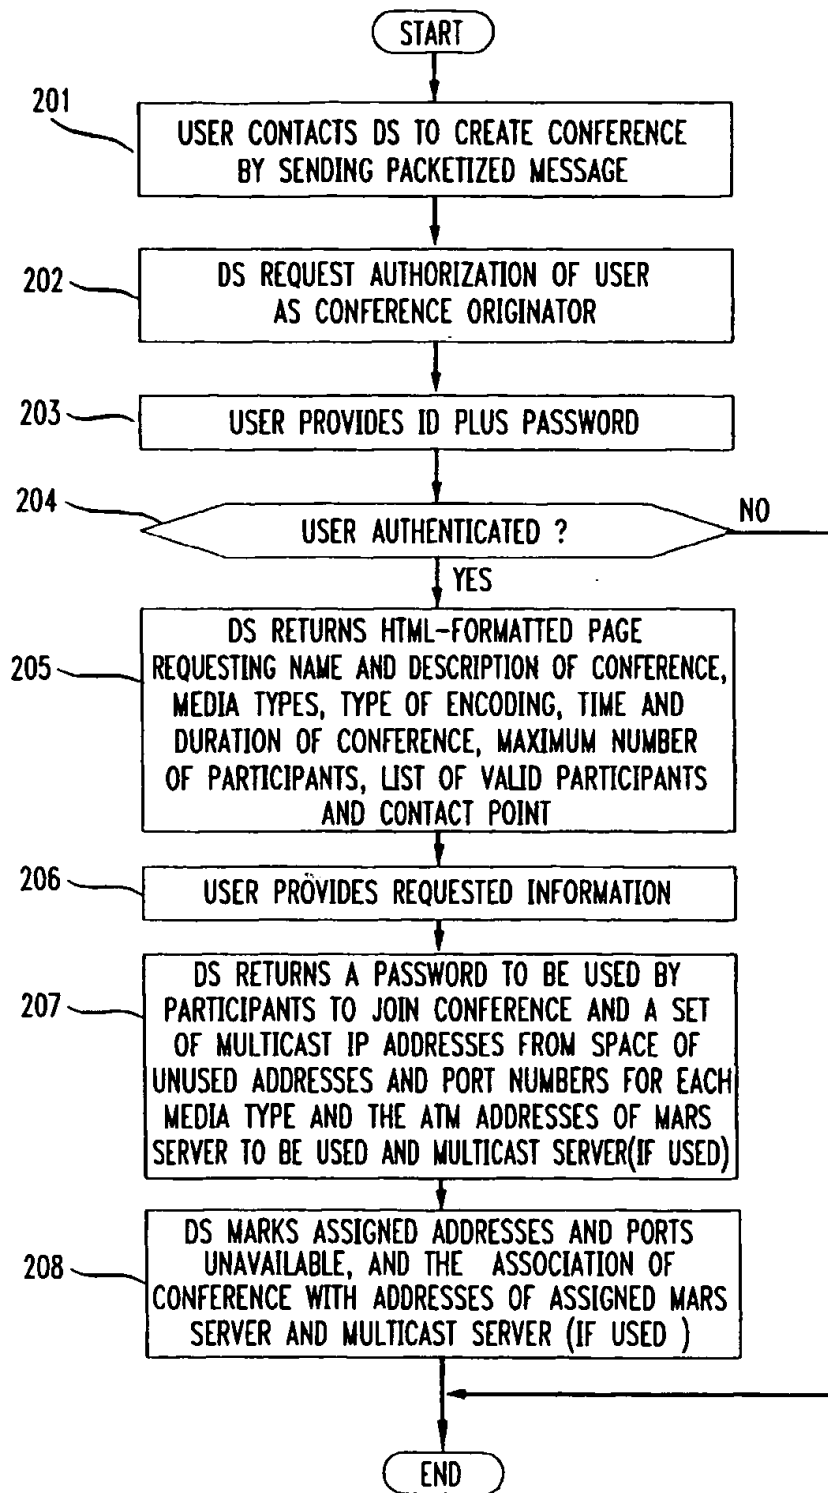 START
201
USER CONTACTS DS TO CREATE CONFERENCE
BY SENDING PACKETIZED MESSAGE
202
DS REQUEST AUTHORIZATION OF USER
AS CONFERENCE ORIGINATOR
203
USER PROVIDES ID PLUS PASSWORD
204
USER AUTHENTICATED ?
NO
YES
205
DS RETURNS HTML-FORMATTED PAGE
REQUESTING NAME AND DESCRIPTION OF CONFERENCE,
MEDIA TYPES, TYPE OF ENCODING, TIME AND
DURATION OF CONFERENCE, MAXIMUM NUMBER
OF PARTICIPANTS, LIST OF VALID PARTICIPANTS
AND CONTACT POINT
206
USER PROVIDES REQUESTED INFORMATION
207
DS RETURNS A PASSWORD TO BE USED BY
PARTICIPANTS TO JOIN CONFERENCE AND A SET
OF MULTICAST IP ADDRESSES FROM SPACE OF
UNUSED ADDRESSES AND PORT NUMBERS FOR EACH
MEDIA TYPE AND THE ATM ADDRESSES OF MARS
SERVER TO BE USED AND MULTICAST SERVER(IF USED)
208
DS MARKS ASSIGNED ADDRESSES AND PORTS
UNAVAILABLE, AND THE ASSOCIATION OF
CONFERENCE WITH ADDRESSES OF ASSIGNED MARS
SERVER AND MULTICAST SERVER (IF USED )
END